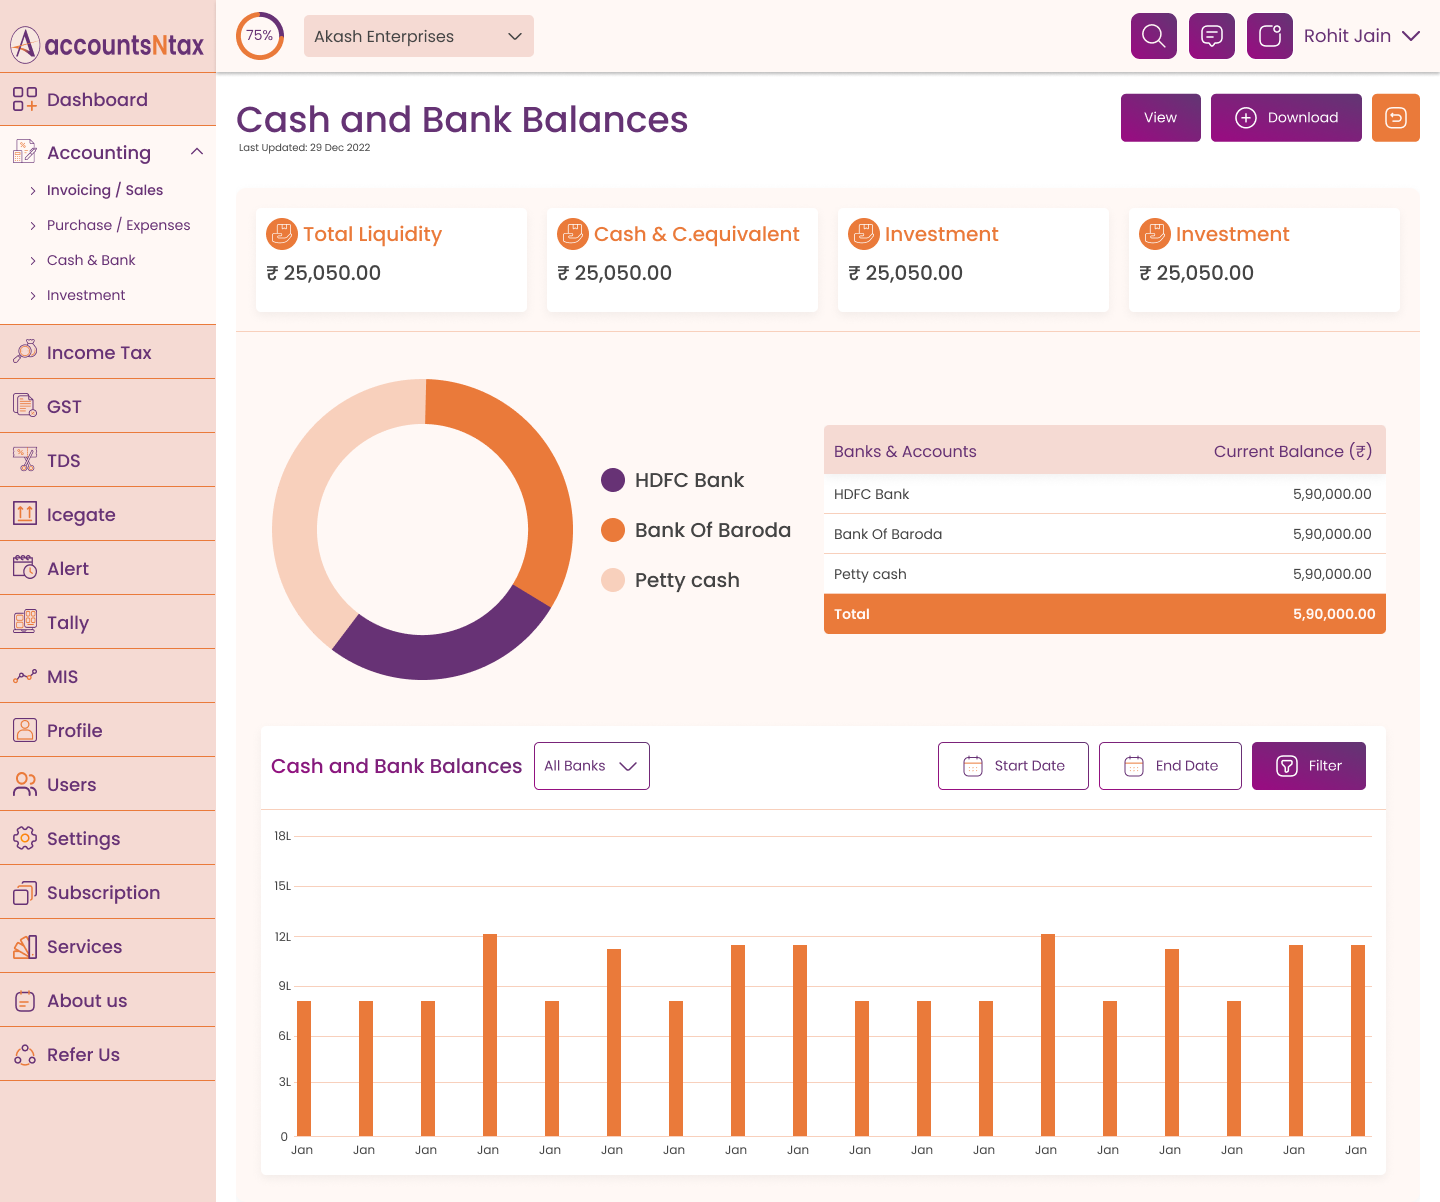 accountsNtax
75%
Akash Enterprises
Rohit Jain
Dashboard
Accounting
Invoicing / Sales
Purchase / Expenses
Cash & Bank
Investment
Income Tax
GST
TDS
Icegate
Alert
Tally
MIS
Profile
Users
Settings
Subscription
Services
About us
Refer Us
Cash and Bank Balances
Last Updated: 29 Dec 2022
View
Download
Total Liquidity
₹ 25,050.00
Cash & C.equivalent
₹ 25,050.00
Investment
₹ 25,050.00
Investment
₹ 25,050.00
HDFC Bank
Bank Of Baroda
Petty cash
Banks & Accounts Current Balance (₹)
HDFC Bank 5,90,000.00
Bank Of Baroda 5,90,000.00
Petty cash 5,90,000.00
Total 5,90,000.00
Cash and Bank Balances
All Banks
Start Date
End Date
Filter
18L
15L
12L
9L
6L
3L
0
Jan Jan Jan Jan Jan Jan Jan Jan Jan Jan Jan Jan Jan Jan Jan Jan Jan Jan